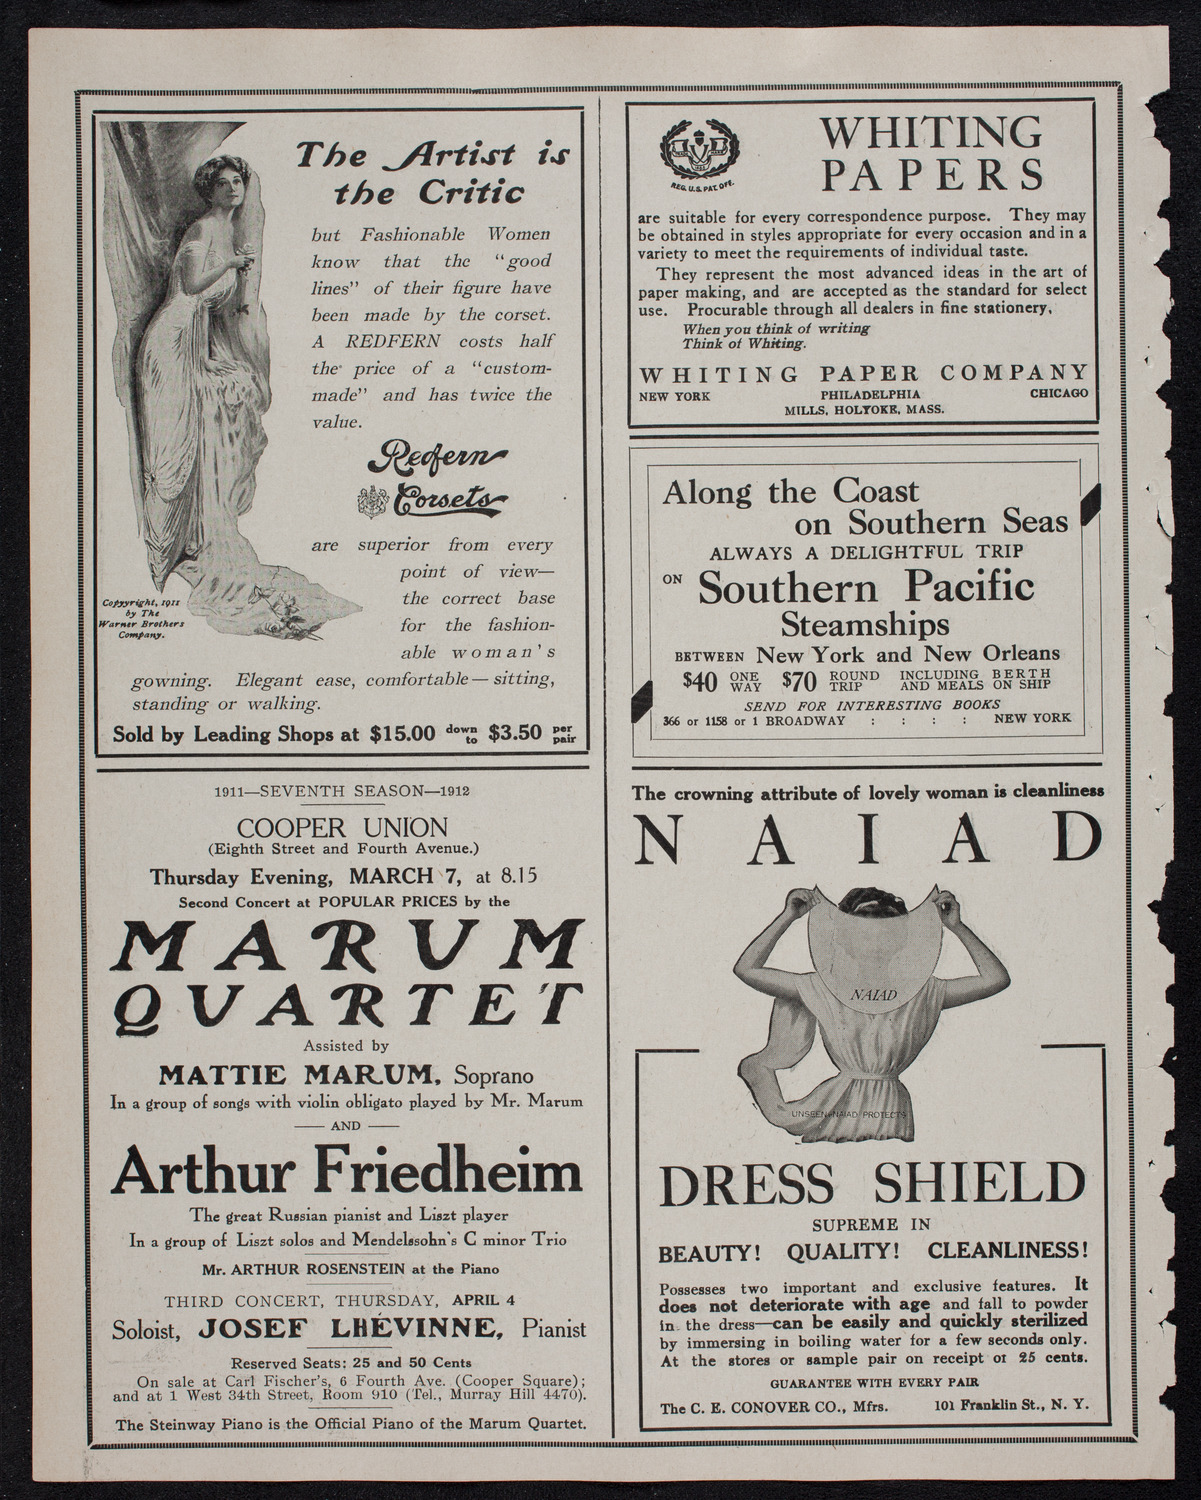 The Artist is
the Critic
but Fashionable Women
know that the "good
lines" of their figure have
been made by the corset.
A REDFERN costs half
the price of a "custom-
made" and has twice the
value.
Redfern
Corsets
are superior from every
point of view—
the correct base
for the fashion-
able woman's
gowning. Elegant ease, comfortable—sitting,
standing or walking.
Copyright, 1911
by The
Warner Brothers
Company.
Sold by Leading Shops at $15.00 down to $3.50 per pair
1911—SEVENTH SEASON—1912
COOPER UNION
(Eighth Street and Fourth Avenue.)
Thursday Evening, MARCH 7, at 8.15
Second Concert at POPULAR PRICES by the
MARUM
QUARTET
Assisted by
MATTIE MARUM, Soprano
In a group of songs with violin obligato played by Mr. Marum
AND
Arthur Friedheim
The great Russian pianist and Liszt player
In a group of Liszt solos and Mendelssohn's C minor Trio
Mr. ARTHUR ROSENSTEIN at the Piano
THIRD CONCERT, THURSDAY, APRIL 4
Soloist, JOSEF LHÉVINNE, Pianist
Reserved Seats: 25 and 50 Cents
On sale at Carl Fischer's, 6 Fourth Ave. (Cooper Square);
and at 1 West 34th Street, Room 910 (Tel., Murray Hill 4470).
The Steinway Piano is the Official Piano of the Marum Quartet.
REG. U.S. PAT. OFF.
WHITING
PAPERS
are suitable for every correspondence purpose. They may
be obtained in styles appropriate for every occasion and in a
variety to meet the requirements of individual taste.
They represent the most advanced ideas in the art of
paper making, and are accepted as the standard for select
use. Procurable through all dealers in fine stationery,
When you think of writing
Think of Whiting.
WHITING PAPER COMPANY
NEW YORK PHILADELPHIA CHICAGO
MILLS, HOLYOKE, MASS.
Along the Coast
on Southern Seas
ALWAYS A DELIGHTFUL TRIP
ON Southern Pacific
Steamships
BETWEEN New York and New Orleans
$40 ONE WAY $70 ROUND TRIP INCLUDING BERTH AND MEALS ON SHIP
SEND FOR INTERESTING BOOKS
366 or 1158 or 1 BROADWAY : : : : NEW YORK
The crowning attribute of lovely woman is cleanliness
NAIAD
NAIAD
UNSEEN NAIAD PROTECTS
DRESS SHIELD
SUPREME IN
BEAUTY! QUALITY! CLEANLINESS!
Possesses two important and exclusive features. It
does not deteriorate with age and fall to powder
in the dress—can be easily and quickly sterilized
by immersing in boiling water for a few seconds only.
At the stores or sample pair on receipt of 25 cents.
GUARANTEE WITH EVERY PAIR
The C. E. CONOVER CO., Mfrs. 101 Franklin St., N. Y.